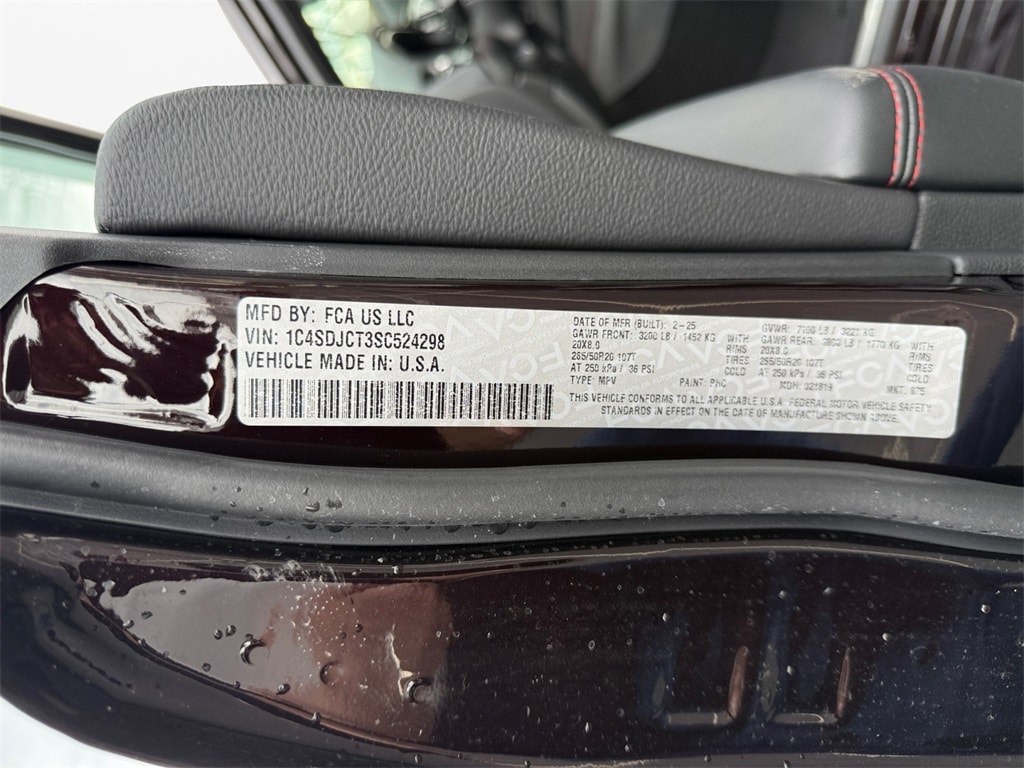 MFD BY: FCA US LLC
VIN: 1C4SDJCT3SC524298
VEHICLE MADE IN: U.S.A.
DATE OF MFR (BUILT): 2-25
GVWR: 7100 LB /
GAWR FRONT: 3200 LB / 1452 KG WITH
20X8.0 RIMS
265/50R20 107T TIRES
AT 250 kPa / 36 PSI COLD
GAWR REAR: 3900 LB / 1770 KG WITH
20X8.0 RIMS
265/50R20 107T TIRES
AT 250 kPa / 36 PSI COLD
TYPE: MPV PAINT: PHC MDH: 021819 MKT:
THIS VEHICLE CONFORMS TO ALL APPLICABLE U.S.A. FEDERAL MOTOR VEHICLE SAFETY
STANDARDS IN EFFECT ON THE DATE OF MANUFACTURE SHOWN ABOVE.